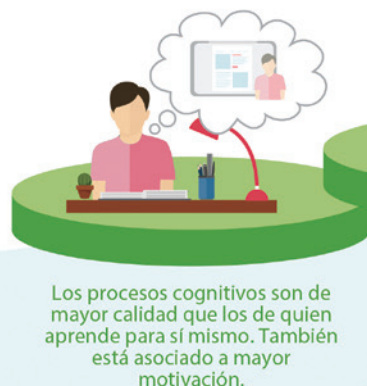 Los procesos cognitivos son de
mayor calidad que los de quien
aprende para sí mismo. También
está asociado a mayor
motivación.